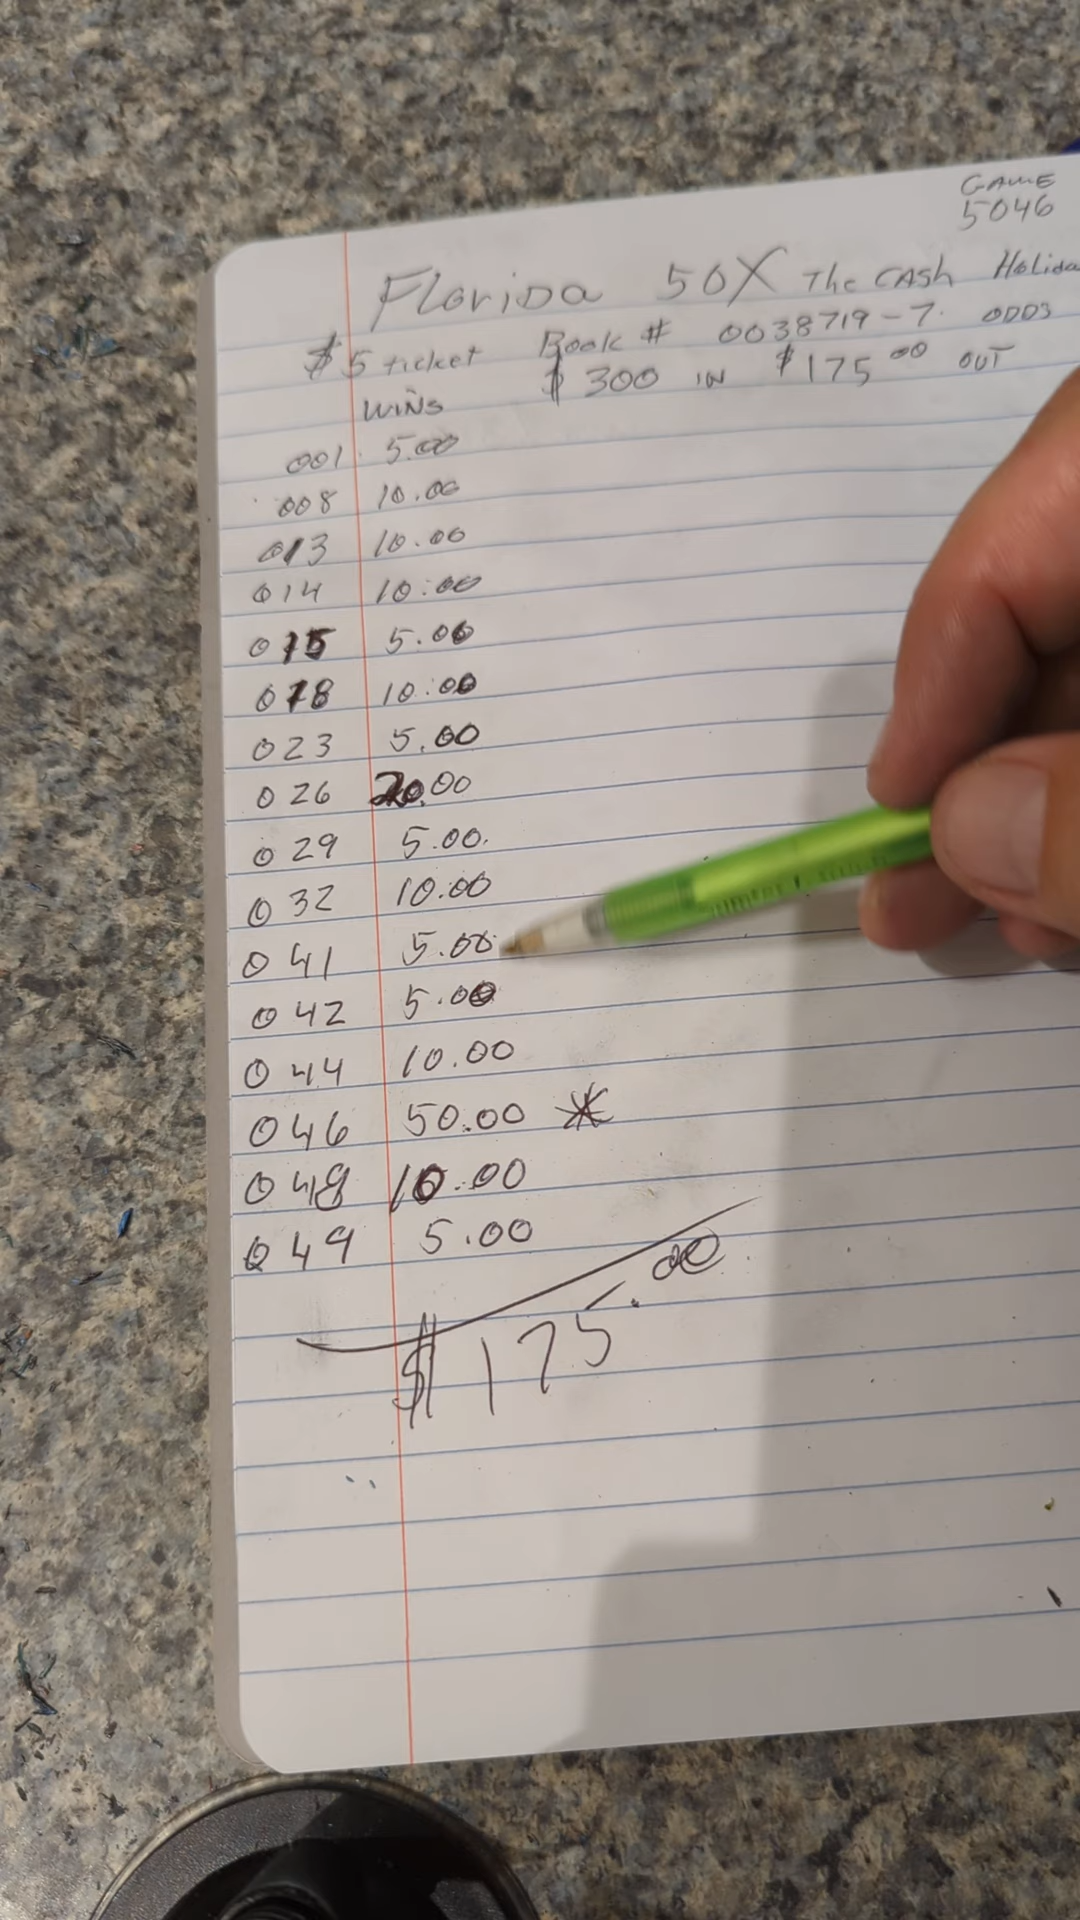 GAME
5046
Florida 50X The CASH Holida
$5 ticket Book # 0038719-7. ODDS
$300 IN $175.00 OUT
WINS
001 5.00
008 10.00
013 10.00
014 10.00
015 5.00
018 10.00
023 5.00
026 20.00
029 5.00.
032 10.00
041 5.00
042 5.00
044 10.00
046 50.00 *
048 10.00
049 5.00
$175.00